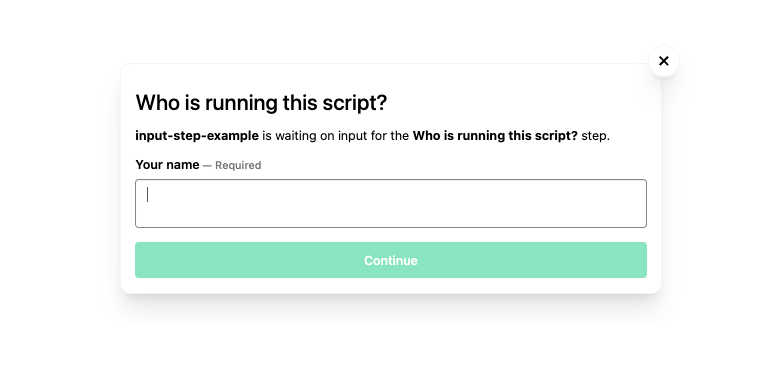 Who is running this script?
input-step-example is waiting on input for the Who is running this script? step.
Your name — Required
Continue